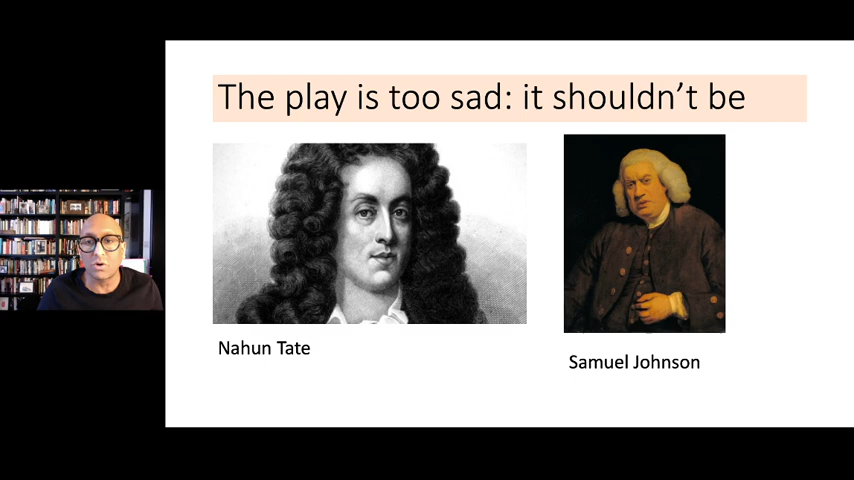 The play is too sad: it shouldn’t be
Nahun Tate
Samuel Johnson